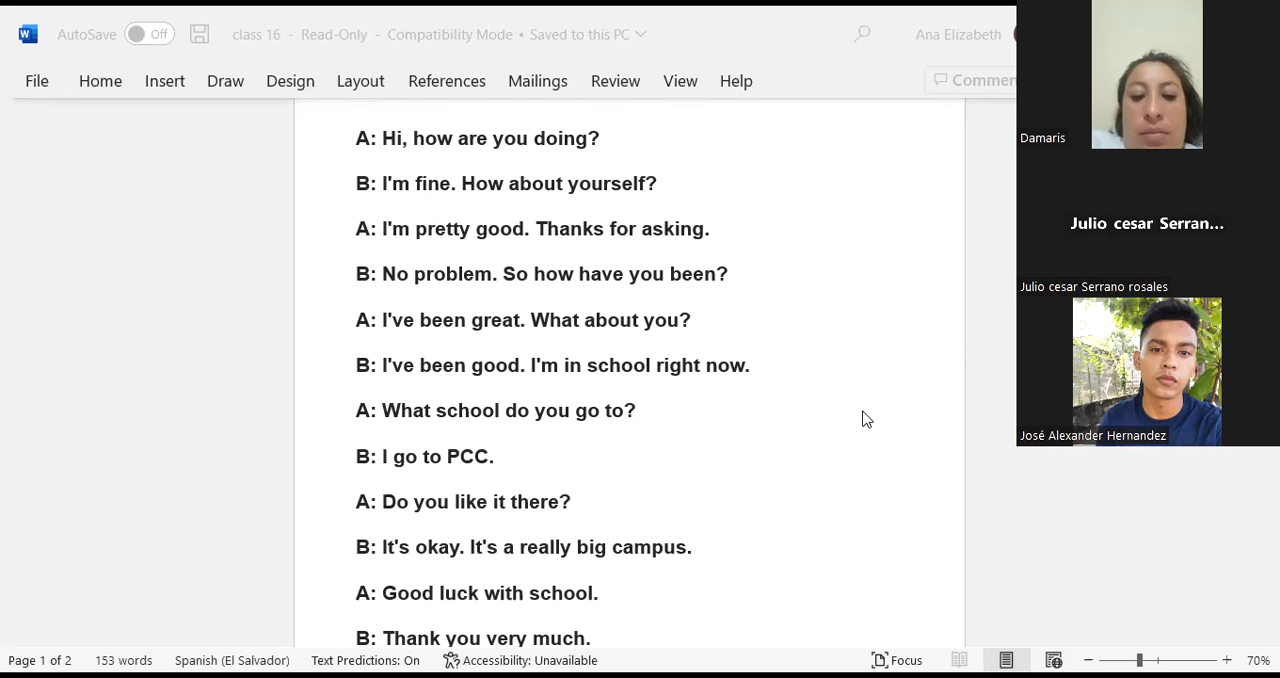 AutoSave Off class 16 - Read-Only - Compatibility Mode • Saved to this PC Ana Elizabeth
File Home Insert Draw Design Layout References Mailings Review View Help Commen
A: Hi, how are you doing?
B: I'm fine. How about yourself?
A: I'm pretty good. Thanks for asking.
B: No problem. So how have you been?
A: I've been great. What about you?
B: I've been good. I'm in school right now.
A: What school do you go to?
B: I go to PCC.
A: Do you like it there?
B: It's okay. It's a really big campus.
A: Good luck with school.
B: Thank you very much.
Page 1 of 2 153 words Spanish (El Salvador) Text Predictions: On Accessibility: Unavailable Focus 70%
Damaris
Julio cesar Serran...
Julio cesar Serrano rosales
José Alexander Hernandez